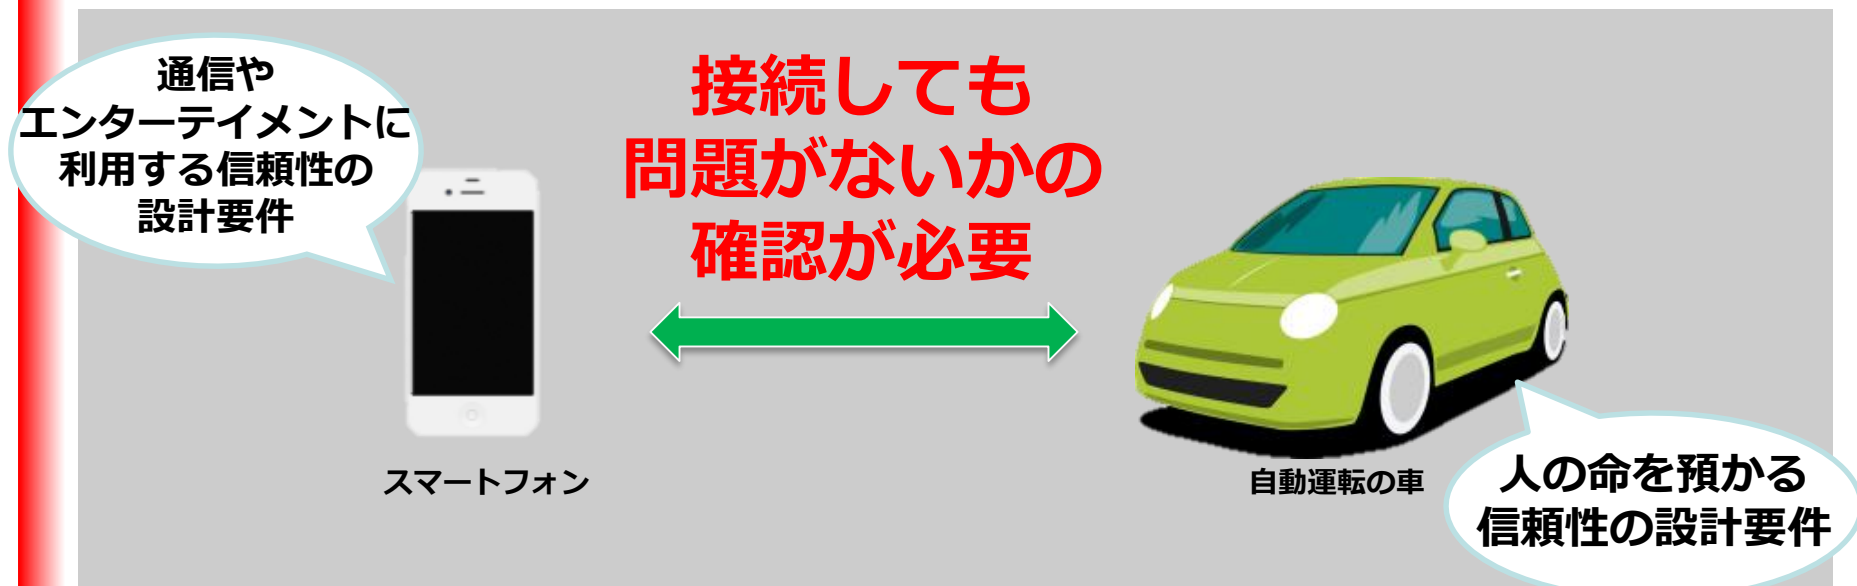 通信や
エンターテイメントに
利用する信頼性の
設計要件
接続しても
問題がないかの
確認が必要
スマートフォン
自動運転の車
人の命を預かる
信頼性の設計要件